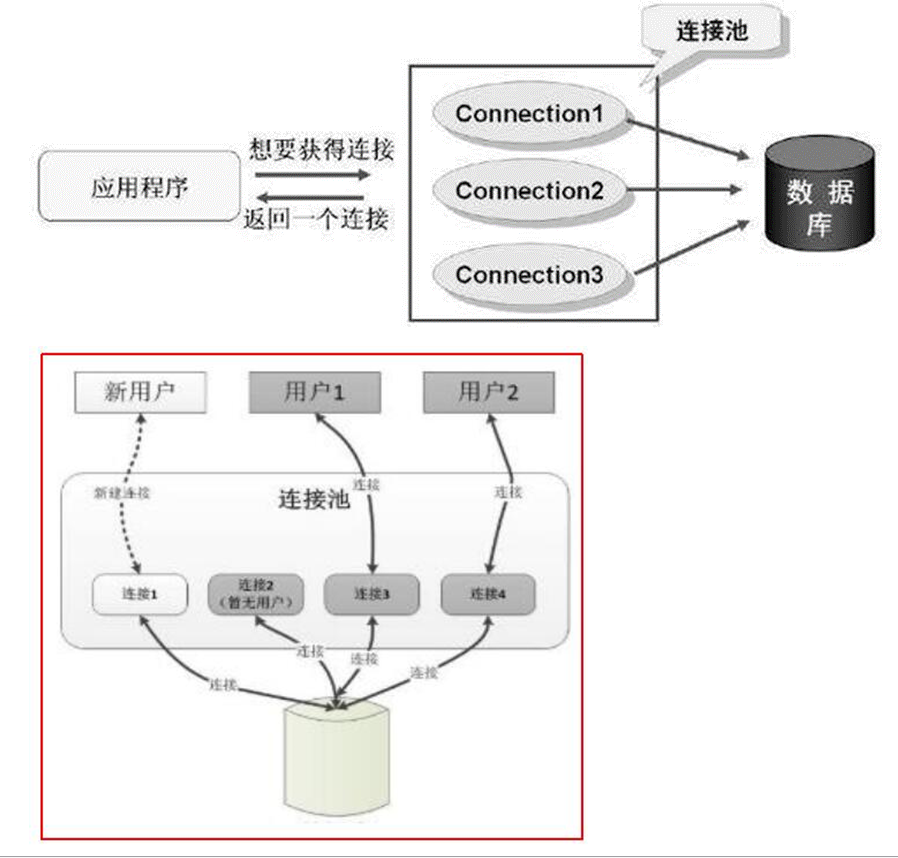 连接池
Connection1
想要获得连接
应用程序
Connection2
数 据
库
返回一个连接
Connection3
新用户
用户1
用户2
新建连接
连接
连接
连接池
连接1
连接2
（暂无用户）
连接3
连接4
连接
连接
连接
连接